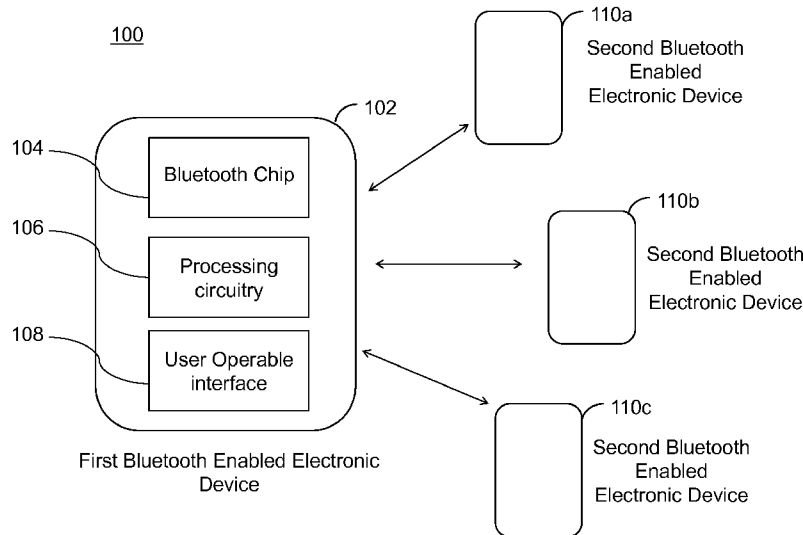 100
110a
Second Bluetooth
Enabled
Electronic Device
102
104
Bluetooth Chip
110b
106
Processing
circuitry
Second Bluetooth
Enabled
Electronic Device
108
User Operable
interface
110c
First Bluetooth Enabled Electronic
Device
Second Bluetooth
Enabled
Electronic Device